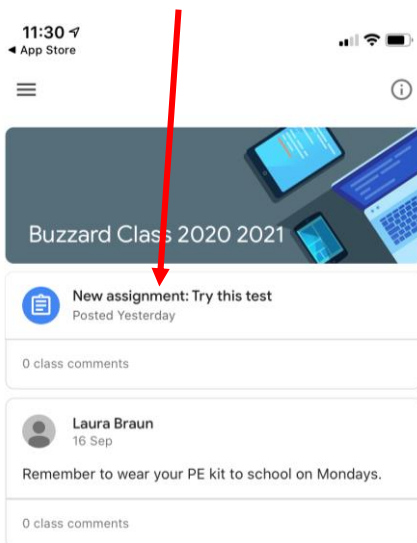 11:30
◄ App Store
Buzzard Class 2020 2021
New assignment: Try this test
Posted Yesterday
0 class comments
Laura Braun
16 Sep
Remember to wear your PE kit to school on Mondays.
0 class comments